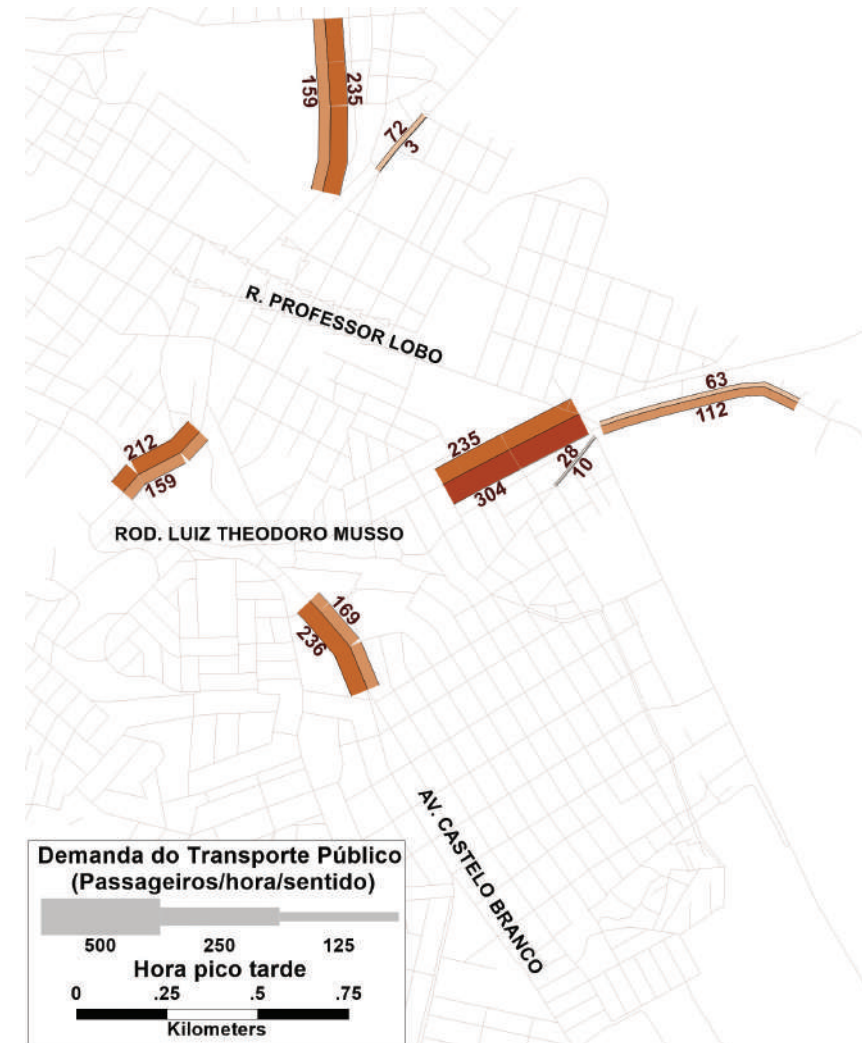 159
235
72
3
R. PROFESSOR LOBO
63
112
235
304
28
10
212
159
ROD. LUIZ THEODORO MUSSO
169
236
AV. CASTELO BRANCO
Demanda do Transporte Público
(Passageiros/hora/sentido)
500 250 125
Hora pico tarde
0 .25 .5 .75
Kilometers